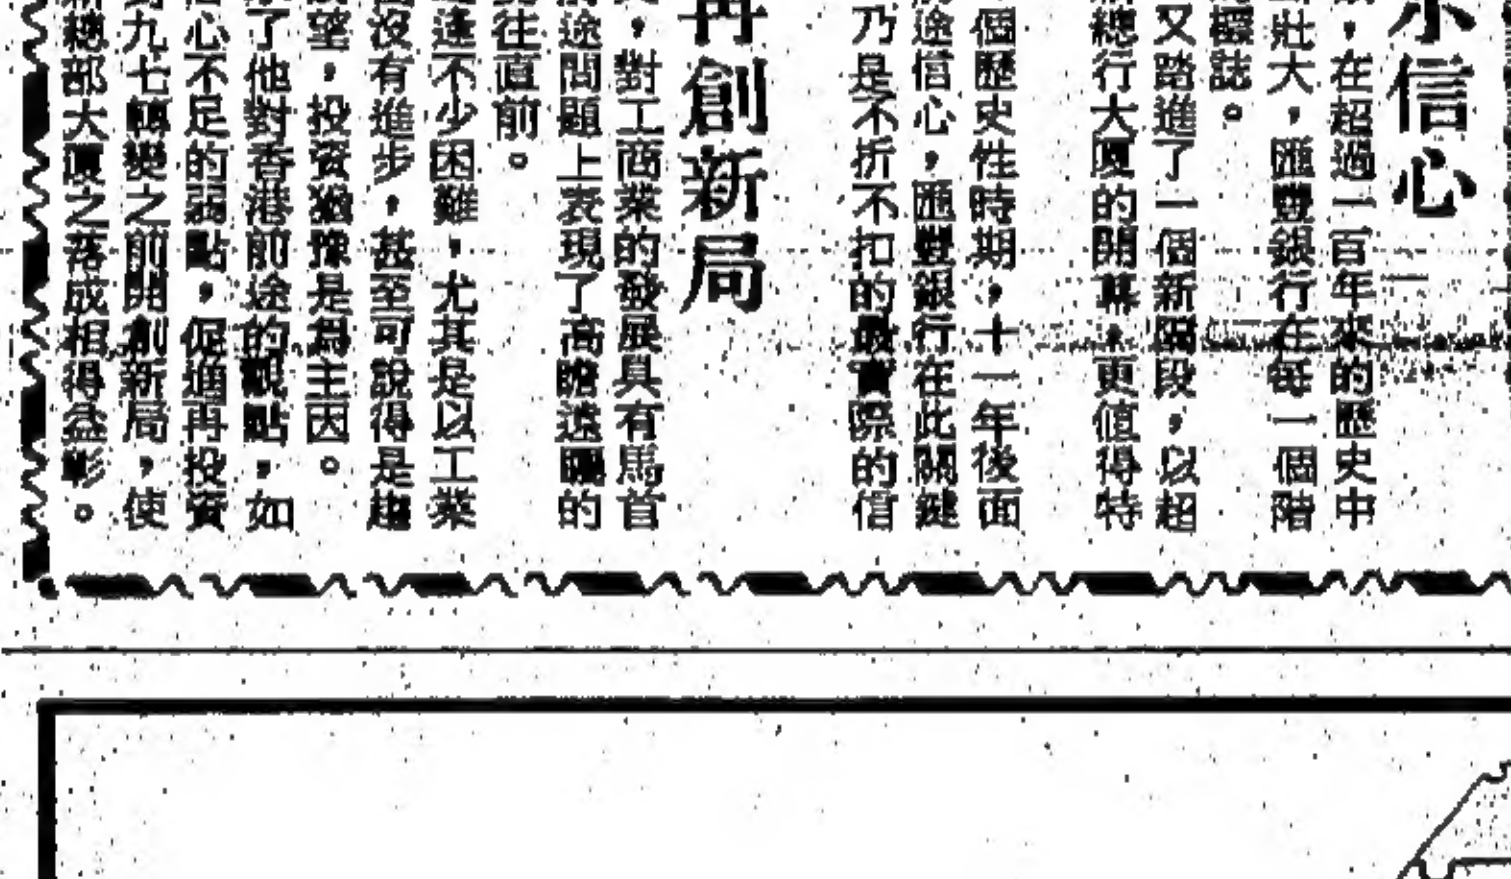 示信心
，在超過一百年來的歷史中
壯大，匯豐銀行在每一個階
穩誌。
又踏進了一個新階段，以超
總行大廈的開幕，更值得特
個歷史性時期，十一年後面
途信心，匯豐銀行在此關鍵
乃是不折不扣的最實際的信
再創新局
，對工商業的發展具有馬首
途問題上表現了高瞻遠矚的
往直前。
逢不少困難，尤其是以工業
沒有進步，甚至可說得是趨
望，投資猶豫是為主因。
了他對香港前途的觀點，如
心不足的弱點，促進再投資
九七轉變之前開創新局，使
新總部大廈之落成相得益彰。